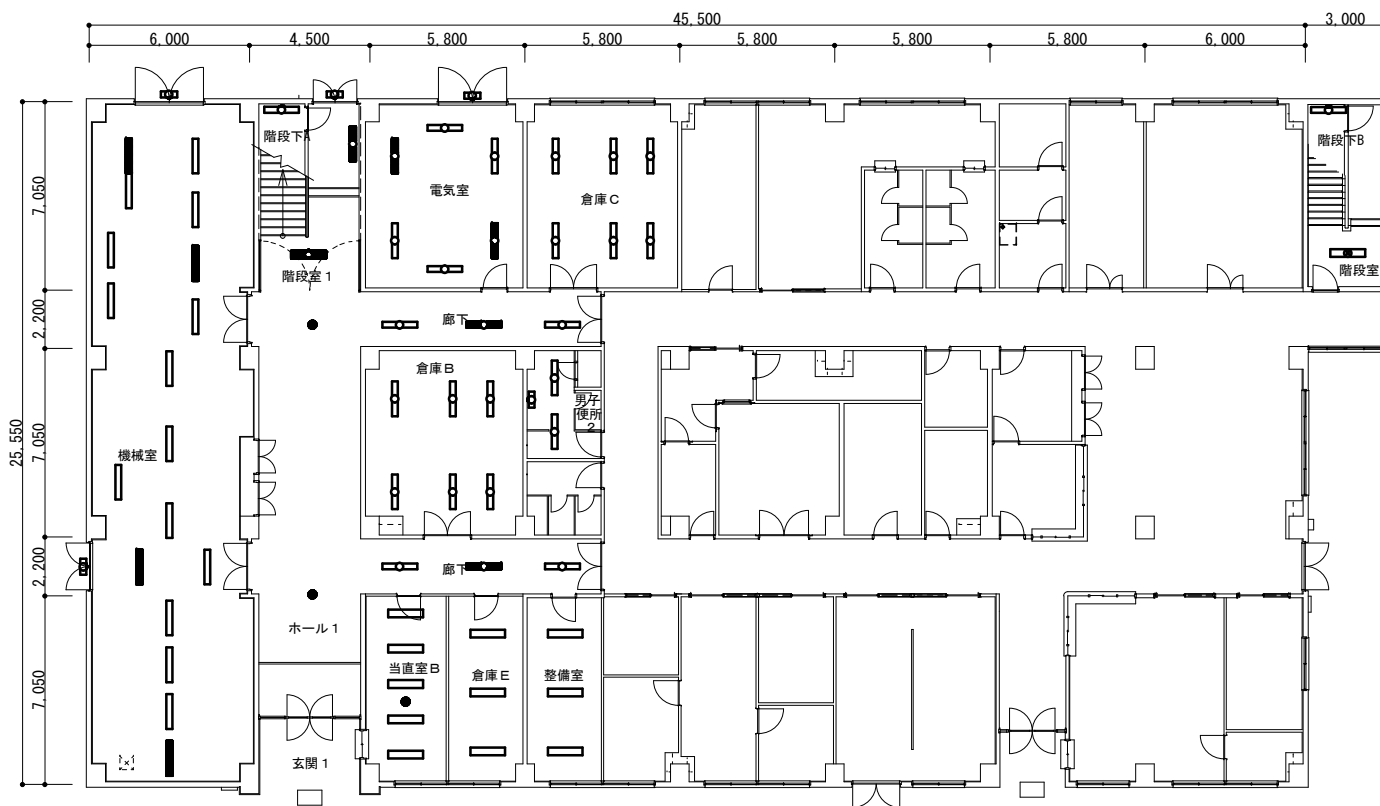 45,500
3,000
6,000
4,500
5,800
5,800
5,800
5,800
5,800
6,000
階段下A
階段下B
7,050
電気室
倉庫C
階段室1
階段室
2,200
廊下
25,550
7,050
倉庫B
男子
便所
2
機械室
2,200
廊下
ホール1
7,050
当直室B
倉庫E
整備室
玄関1